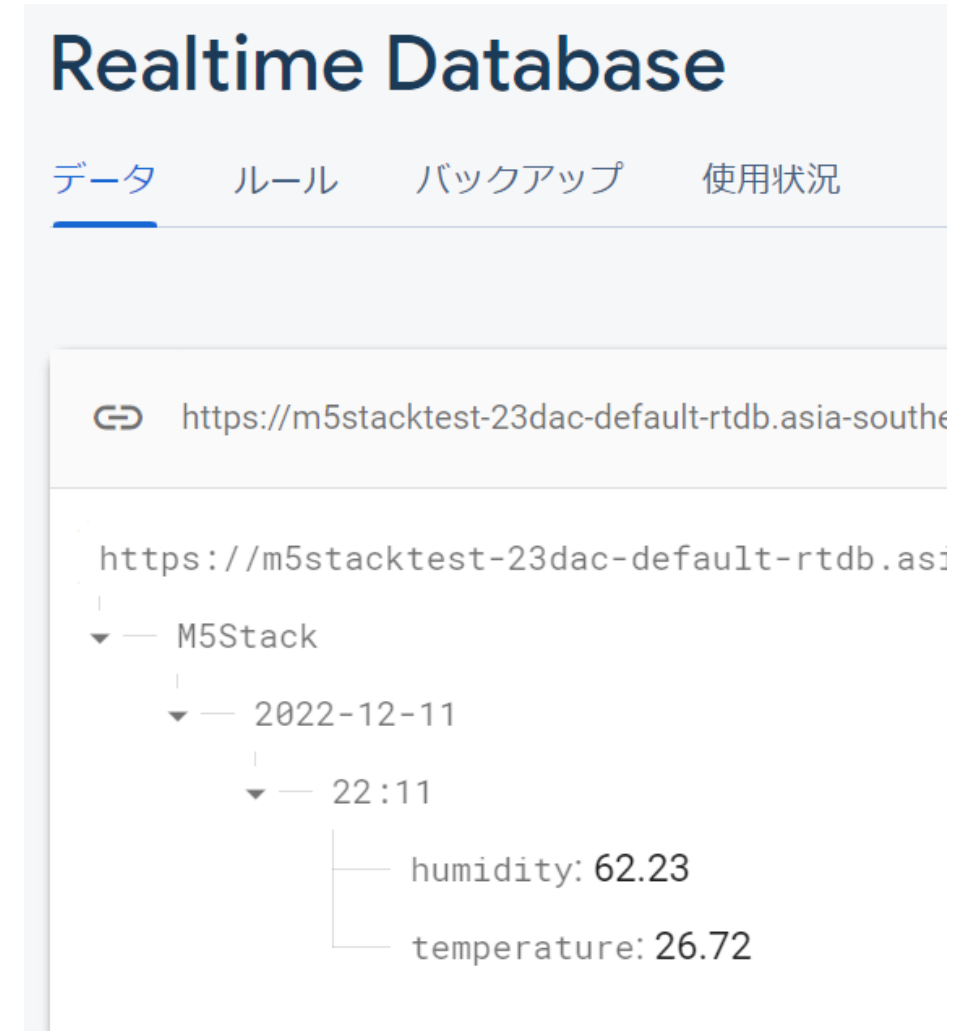 Realtime Database
データ ルール バックアップ 使用状況
https://m5stacktest-23dac-default-rtdb.asia-southe
https://m5stacktest-23dac-default-rtdb.asi
M5Stack
2022-12-11
22:11
humidity: 62.23
temperature: 26.72